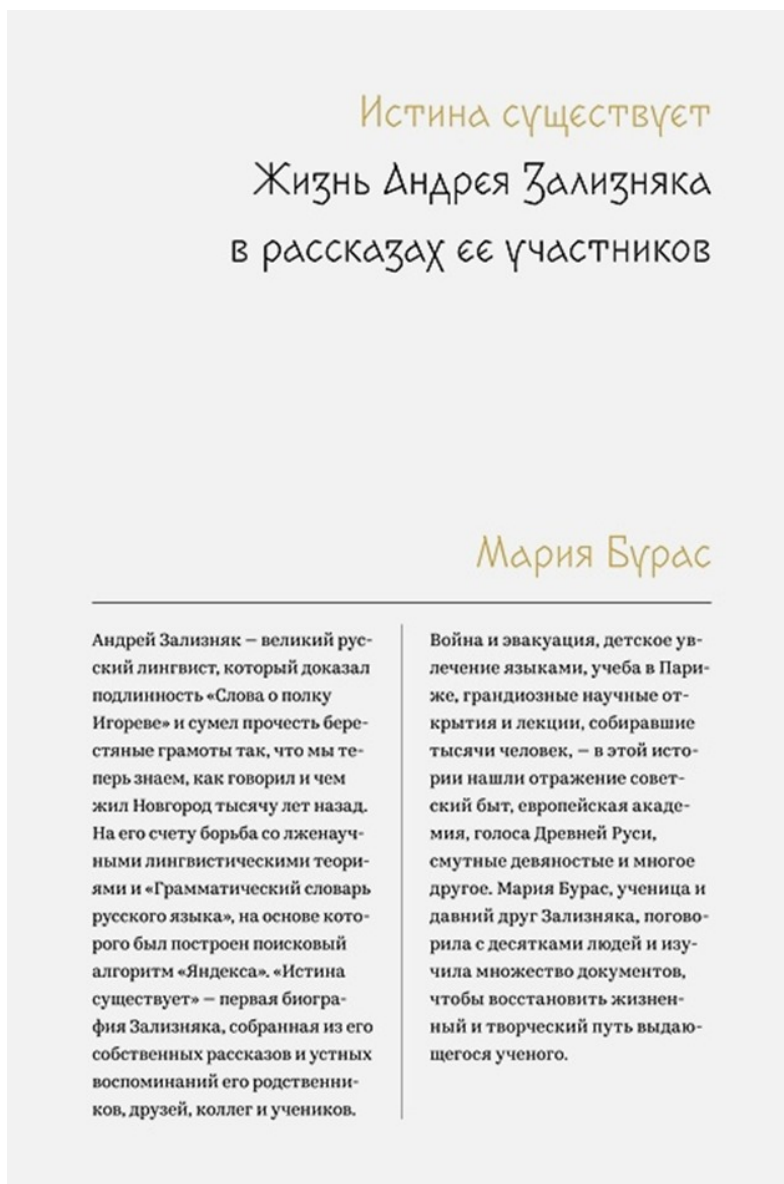 Истина существует
Жизнь Андрея Зализняка
в рассказах ее участников
Мария Бурас
Андрей Зализняк – великий рус-
ский лингвист, который доказал
подлинность «Слова о полку
Игореве» и сумел прочесть бере-
стяные грамоты так, что мы те-
перь знаем, как говорил и чем
жил Новгород тысячу лет назад.
На его счету борьба со лженауч-
ными лингвистическими теори-
ями и «Грамматический словарь
русского языка», на основе кото-
рого был построен поисковый
алгоритм «Яндекса». «Истина
существует» – первая биогра-
фия Зализняка, собранная из его
собственных рассказов и устных
воспоминаний его родственни-
ков, друзей, коллег и учеников.
Война и эвакуация, детское ув-
лечение языками, учеба в Пари-
же, грандиозные научные от-
крытия и лекции, собиравшие
тысячи человек, – в этой исто-
рии нашли отражение совет-
ский быт, европейская акаде-
мия, голоса Древней Руси,
смутные девяностые и многое
другое. Мария Бурас, ученица и
давний друг Зализняка, погово-
рила с десятками людей и изу-
чила множество документов,
чтобы восстановить жизнен-
ный и творческий путь выдаю-
щегося ученого.